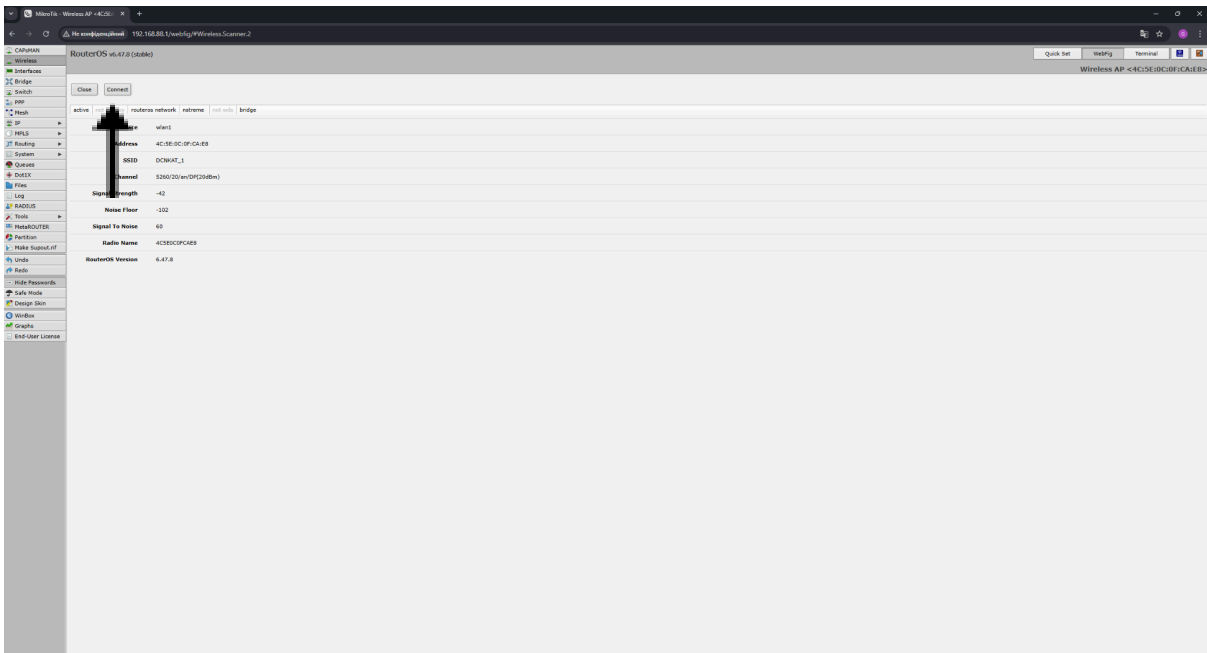 MikroTik - Wireless AP <4C:5E:
Не конфіденційний 192.168.88.1/webfig/#Wireless.Scanner.2
CAPsMAN
Wireless
Interfaces
Bridge
Switch
PPP
Mesh
IP
MPLS
Routing
System
Queues
Dot1X
Files
Log
RADIUS
Tools
MetaROUTER
Partition
Make Supout.rif
Undo
Redo
Hide Passwords
Safe Mode
Design Skin
WinBox
Graphs
End-User License
RouterOS v6.47.8 (stable)
Quick Set WebFig Terminal
Wireless AP <4C:5E:0C:0F:CA:E8>
Close Connect
active routeros network nstreme not wds bridge
wlan1
Address 4C:5E:0C:0F:CA:E8
SSID DCNKAT_1
Channel 5260/20/an/DP(20dBm)
Signal Strength -42
Noise Floor -102
Signal To Noise 60
Radio Name 4C5E0C0FCAE8
RouterOS Version 6.47.8